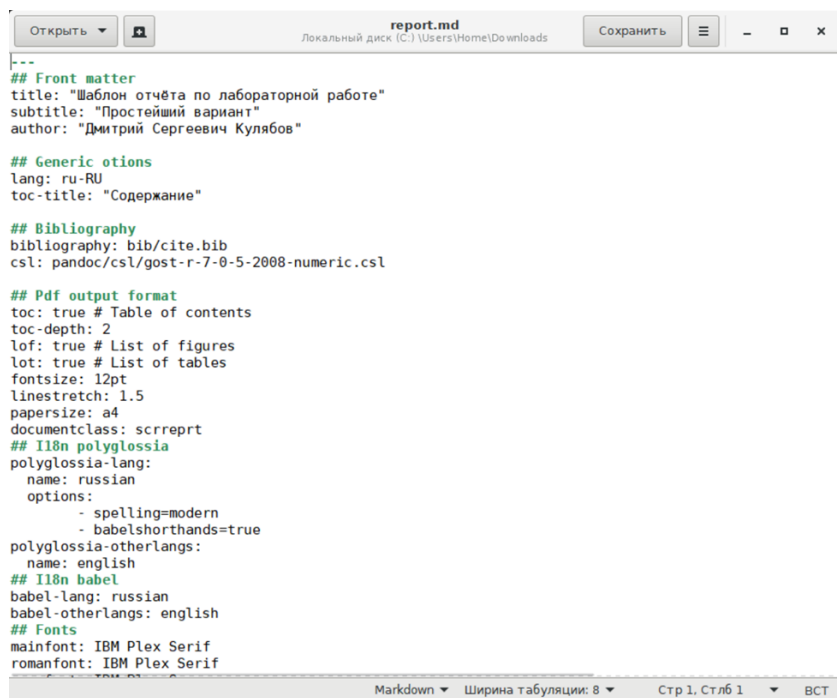 Открыть
report.md
Локальный диск (C:) \Users\Home\Downloads
Сохранить
---
## Front matter
title: "Шаблон отчёта по лабораторной работе"
subtitle: "Простейший вариант"
author: "Дмитрий Сергеевич Кулябов"
## Generic otions
lang: ru-RU
toc-title: "Содержание"
## Bibliography
bibliography: bib/cite.bib
csl: pandoc/csl/gost-r-7-0-5-2008-numeric.csl
## Pdf output format
toc: true # Table of contents
toc-depth: 2
lof: true # List of figures
lot: true # List of tables
fontsize: 12pt
linestretch: 1.5
papersize: a4
documentclass: scrreprt
## I18n polyglossia
polyglossia-lang:
name: russian
options:
- spelling=modern
- babelshorthands=true
polyglossia-otherlangs:
name: english
## I18n babel
babel-lang: russian
babel-otherlangs: english
## Fonts
mainfont: IBM Plex Serif
romanfont: IBM Plex Serif
Markdown Ширина табуляции: 8 Стр 1, Стлб 1 ВСТ